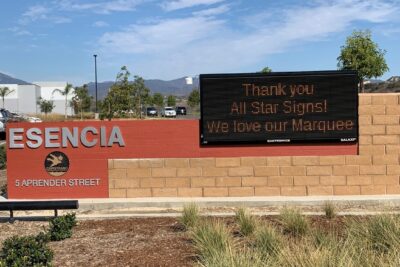 Thank you
All Star Signs!
We love our Marquee
ESENCIA
5 APRENDER STREET